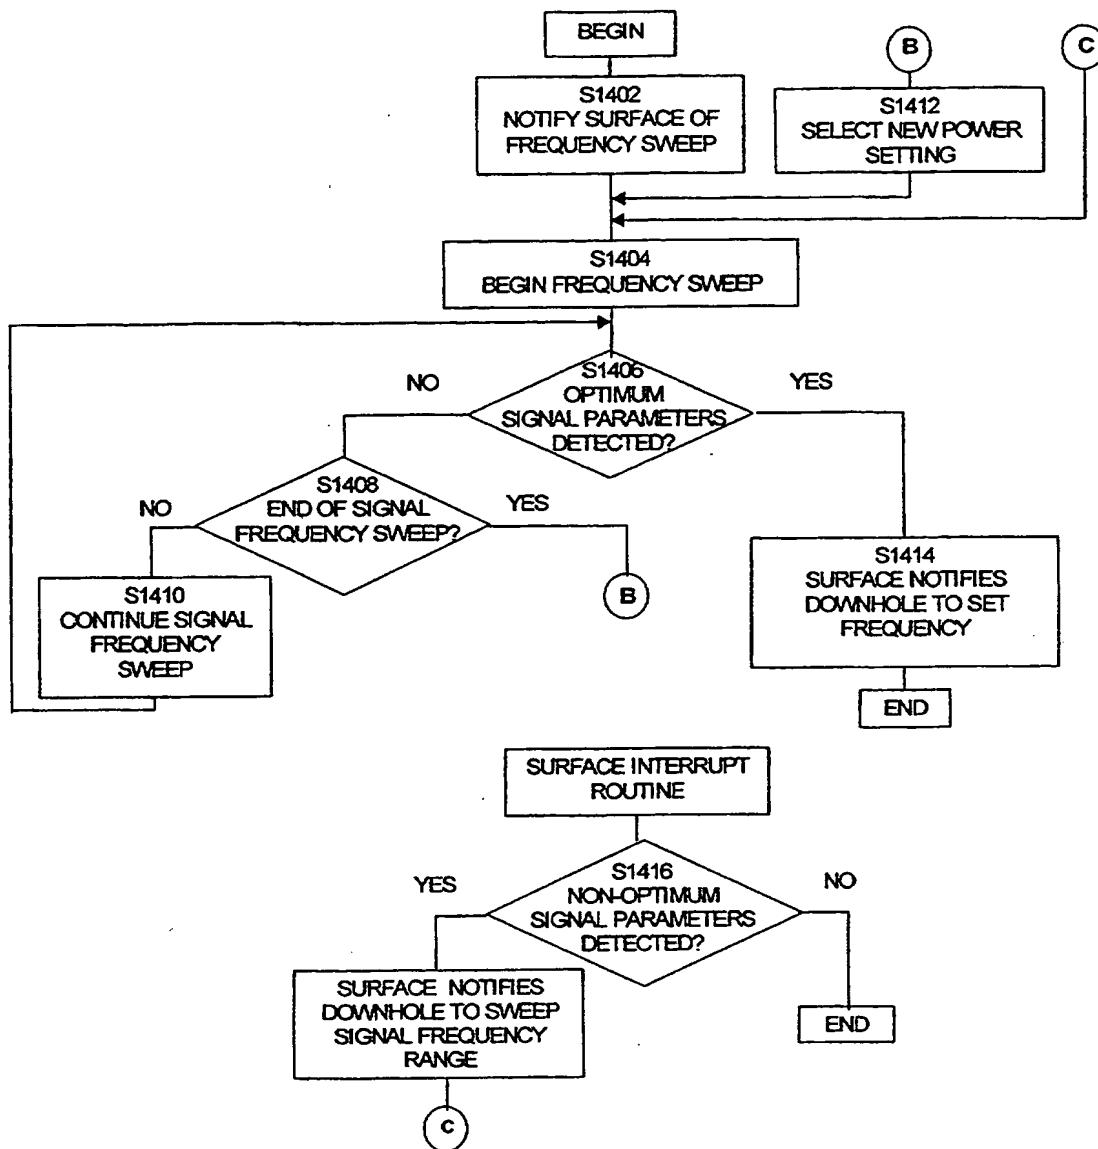 BEGIN
B
C
S1402
NOTIFY SURFACE OF
FREQUENCY SWEEP
S1412
SELECT NEW POWER
SETTING
S1404
BEGIN FREQUENCY SWEEP
NO
S1406
OPTIMUM
SIGNAL PARAMETERS
DETECTED?
YES
NO
S1408
END OF SIGNAL
FREQUENCY SWEEP?
YES
S1410
CONTINUE SIGNAL
FREQUENCY
SWEEP
B
S1414
SURFACE NOTIFIES
DOWNHOLE TO SET
FREQUENCY
END
SURFACE INTERRUPT
ROUTINE
YES
S1416
NON-OPTIMUM
SIGNAL PARAMETERS
DETECTED?
NO
SURFACE NOTIFIES
DOWNHOLE TO SWEEP
SIGNAL FREQUENCY
RANGE
END
C